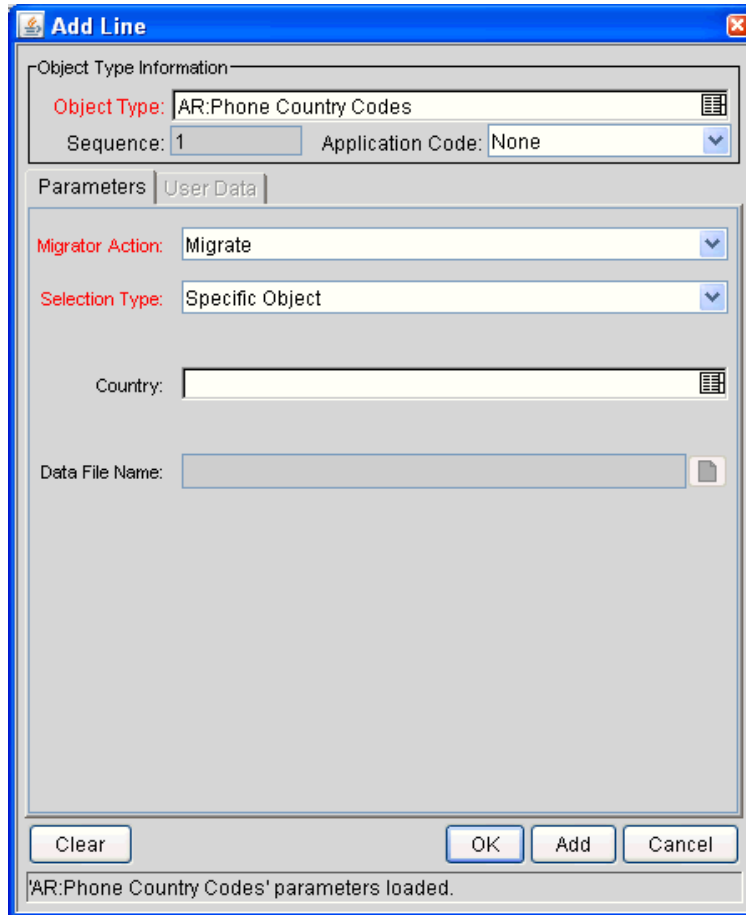 Add Line
Object Type Information
Object Type: AR:Phone Country Codes
Sequence: 1 Application Code: None
Parameters User Data
Migrator Action: Migrate
Selection Type: Specific Object
Country:
Data File Name:
Clear OK Add Cancel
'AR:Phone Country Codes' parameters loaded.